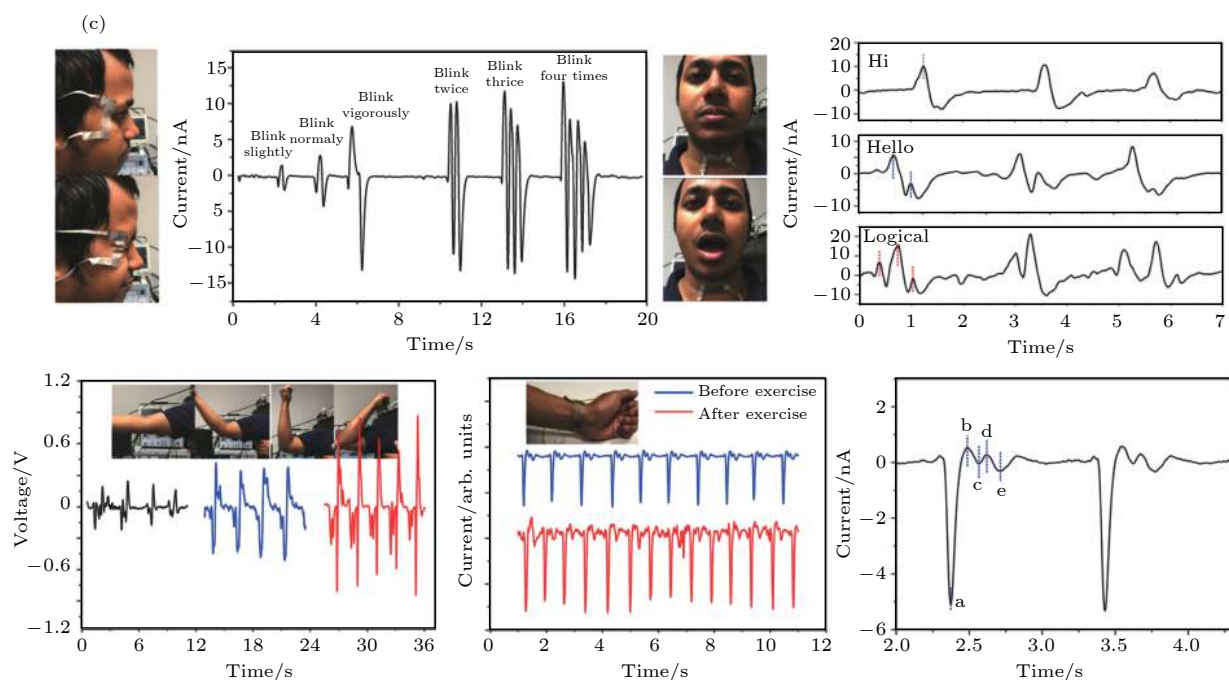 (c)
Current/nA
15
10
5
0
−5
−10
−15
Blink
slightly
Blink
normaly
Blink
vigorously
Blink
twice
Blink
thrice
Blink
four times
0 4 8 12 16 20
Time/s
Current/nA
20
10
0
−10
Hi
10
0
−10
Hello
20
10
0
−10
Logical
0 1 2 3 4 5 6 7
Time/s
Voltage/V
1.2
0.6
0
−0.6
−1.2
0 6 12 18 24 30 36
Time/s
Current/arb. units
Before exercise
After exercise
0 2 4 6 8 10 12
Time/s
Current/nA
2
0
−2
−4
−6
a
b
c
d
e
2.0 2.5 3.0 3.5 4.0
Time/s